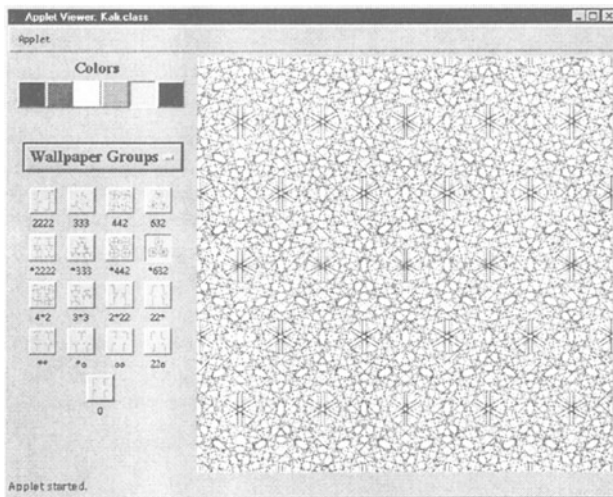 Applet Viewer: Kali.class
Applet
Colors
Wallpaper Groups
2222 333 442 632
*2222 *333 *442 *632
4*2 3*3 2*22 22*
** *o oo 22o
O
Applet started.